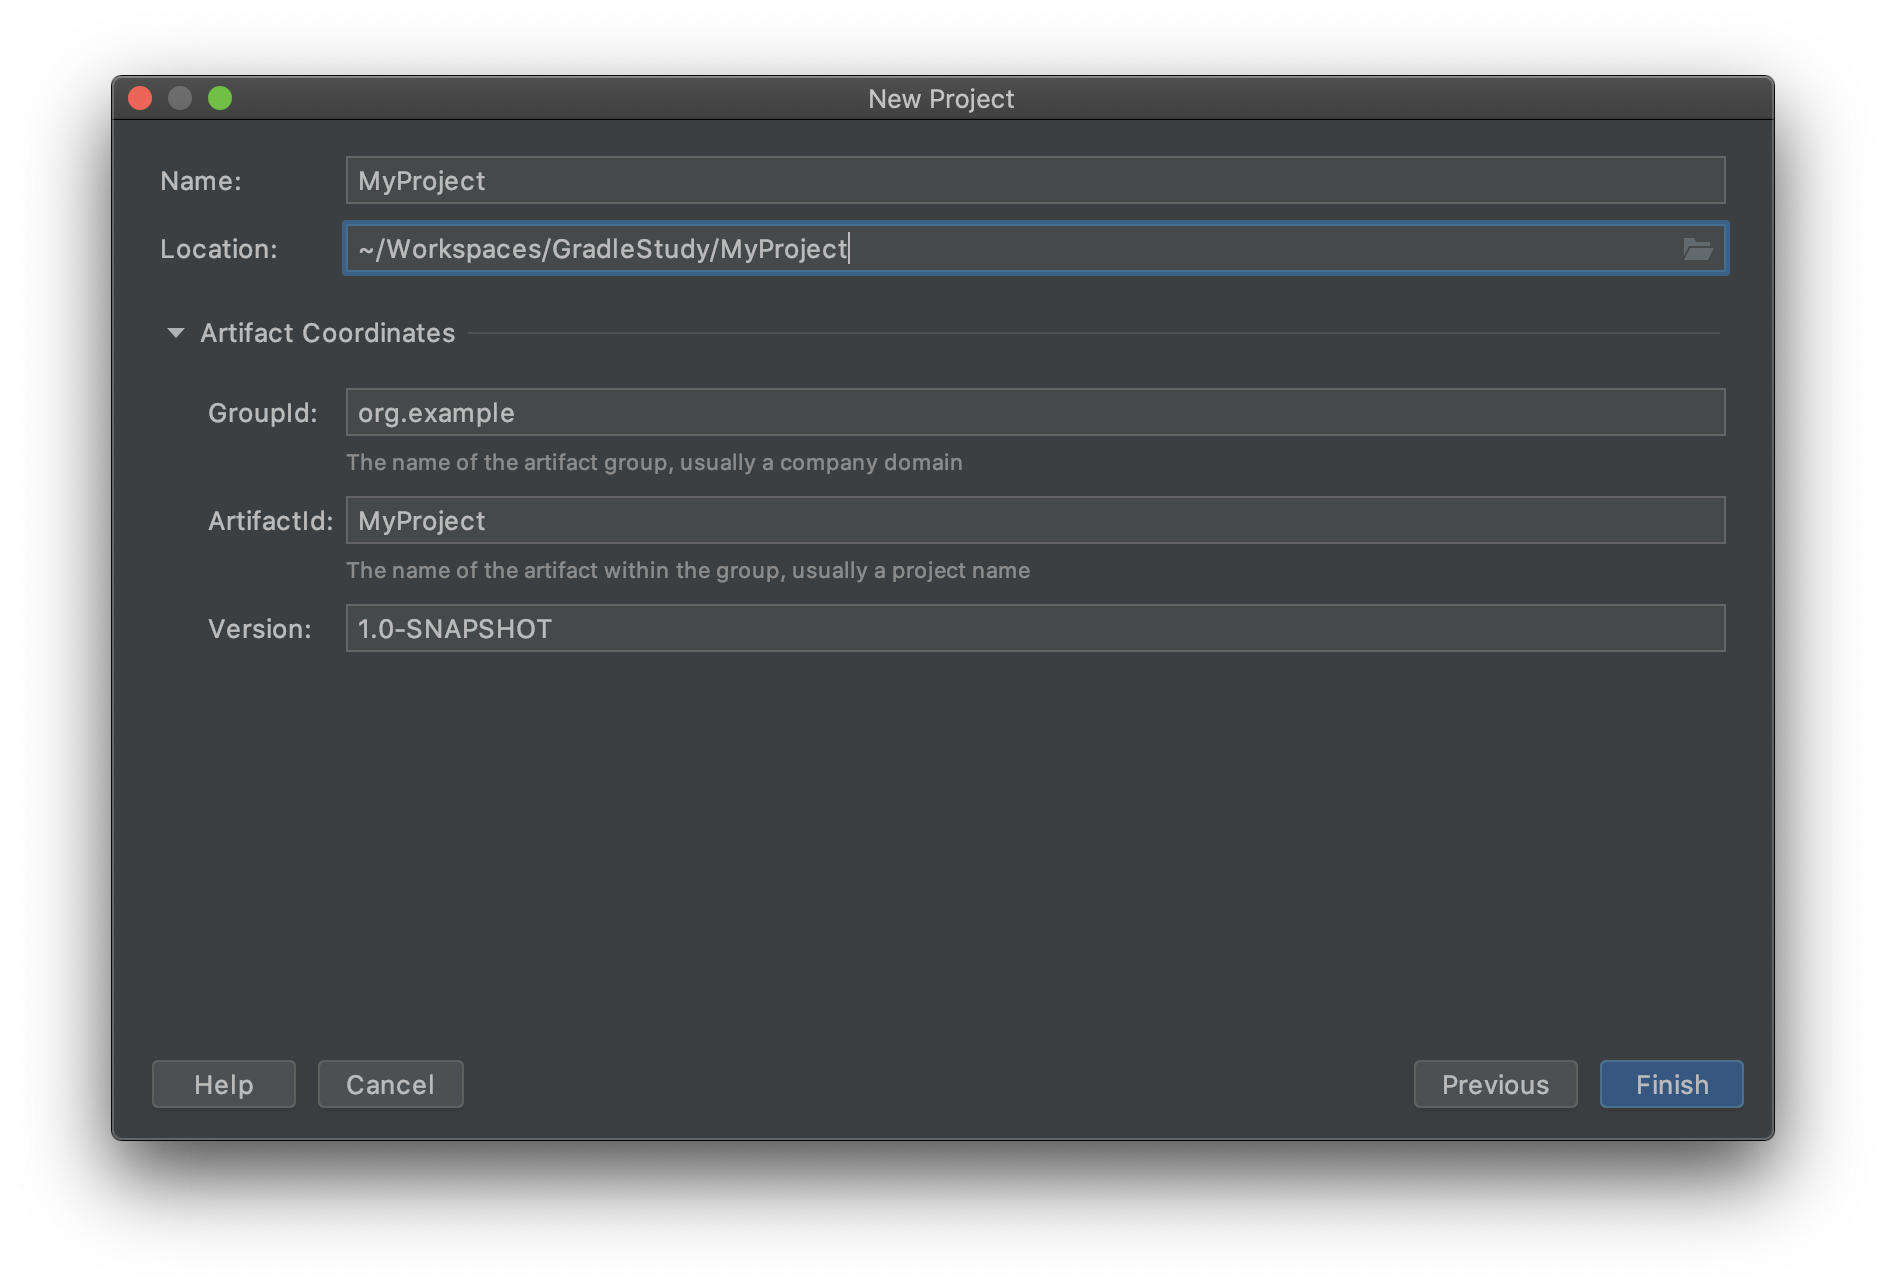 New Project
Name: MyProject
Location: ~/Workspaces/GradleStudy/MyProject
Artifact Coordinates
GroupId: org.example
The name of the artifact group, usually a company domain
ArtifactId: MyProject
The name of the artifact within the group, usually a project name
Version: 1.0-SNAPSHOT
Help Cancel Previous Finish